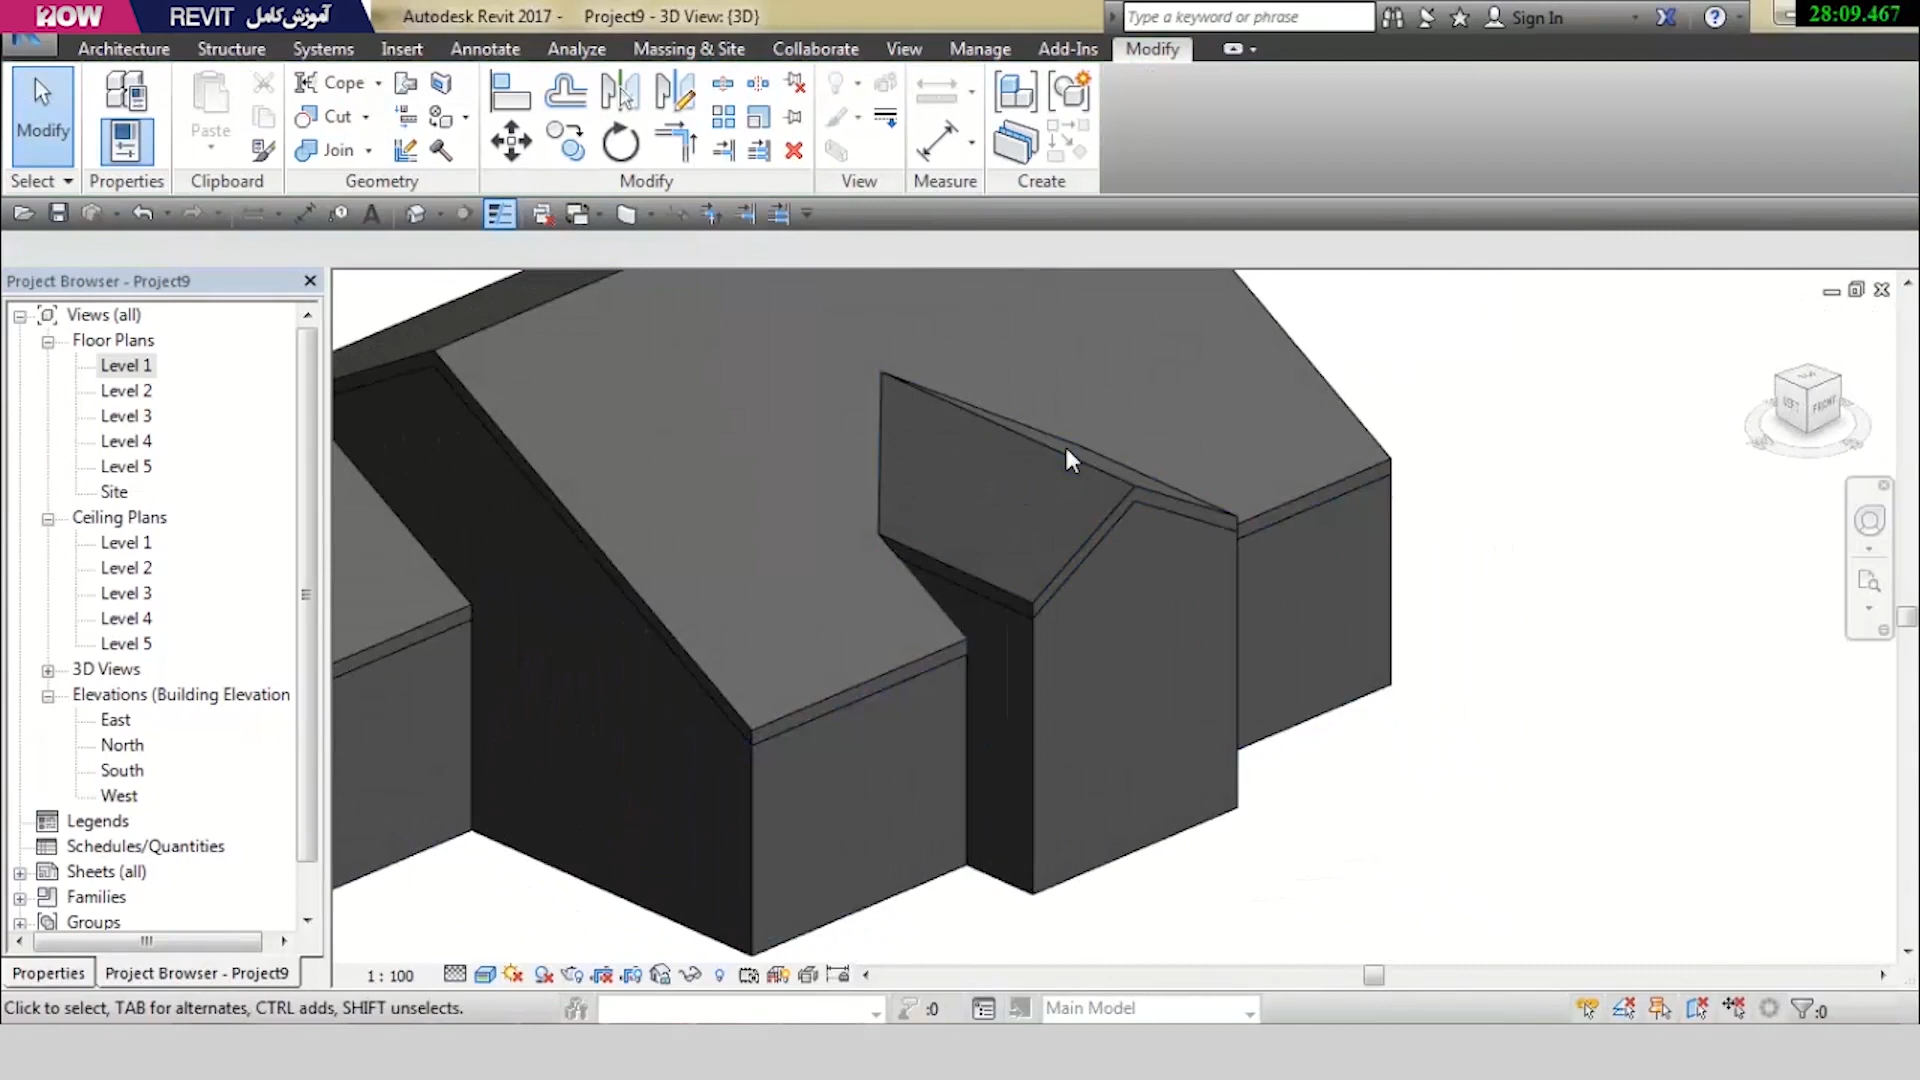 2NOW REVIT آموزش کامل
Autodesk Revit 2017 - Project9 - 3D View: {3D}
Type a keyword or phrase
Sign In
28:09.467
Architecture Structure Systems Insert Annotate Analyze Massing & Site Collaborate View Manage Add-Ins Modify
Modify
Paste
Cope
Cut
Join
Select Properties Clipboard Geometry Modify View Measure Create
Project Browser - Project9
Views (all)
Floor Plans
Level 1
Level 2
Level 3
Level 4
Level 5
Site
Ceiling Plans
Level 1
Level 2
Level 3
Level 4
Level 5
3D Views
Elevations (Building Elevation
East
North
South
West
Legends
Schedules/Quantities
Sheets (all)
Families
Groups
LEFT FRONT
Properties Project Browser - Project9
1 : 100
Click to select, TAB for alternates, CTRL adds, SHIFT unselects.
:0
Main Model
:0